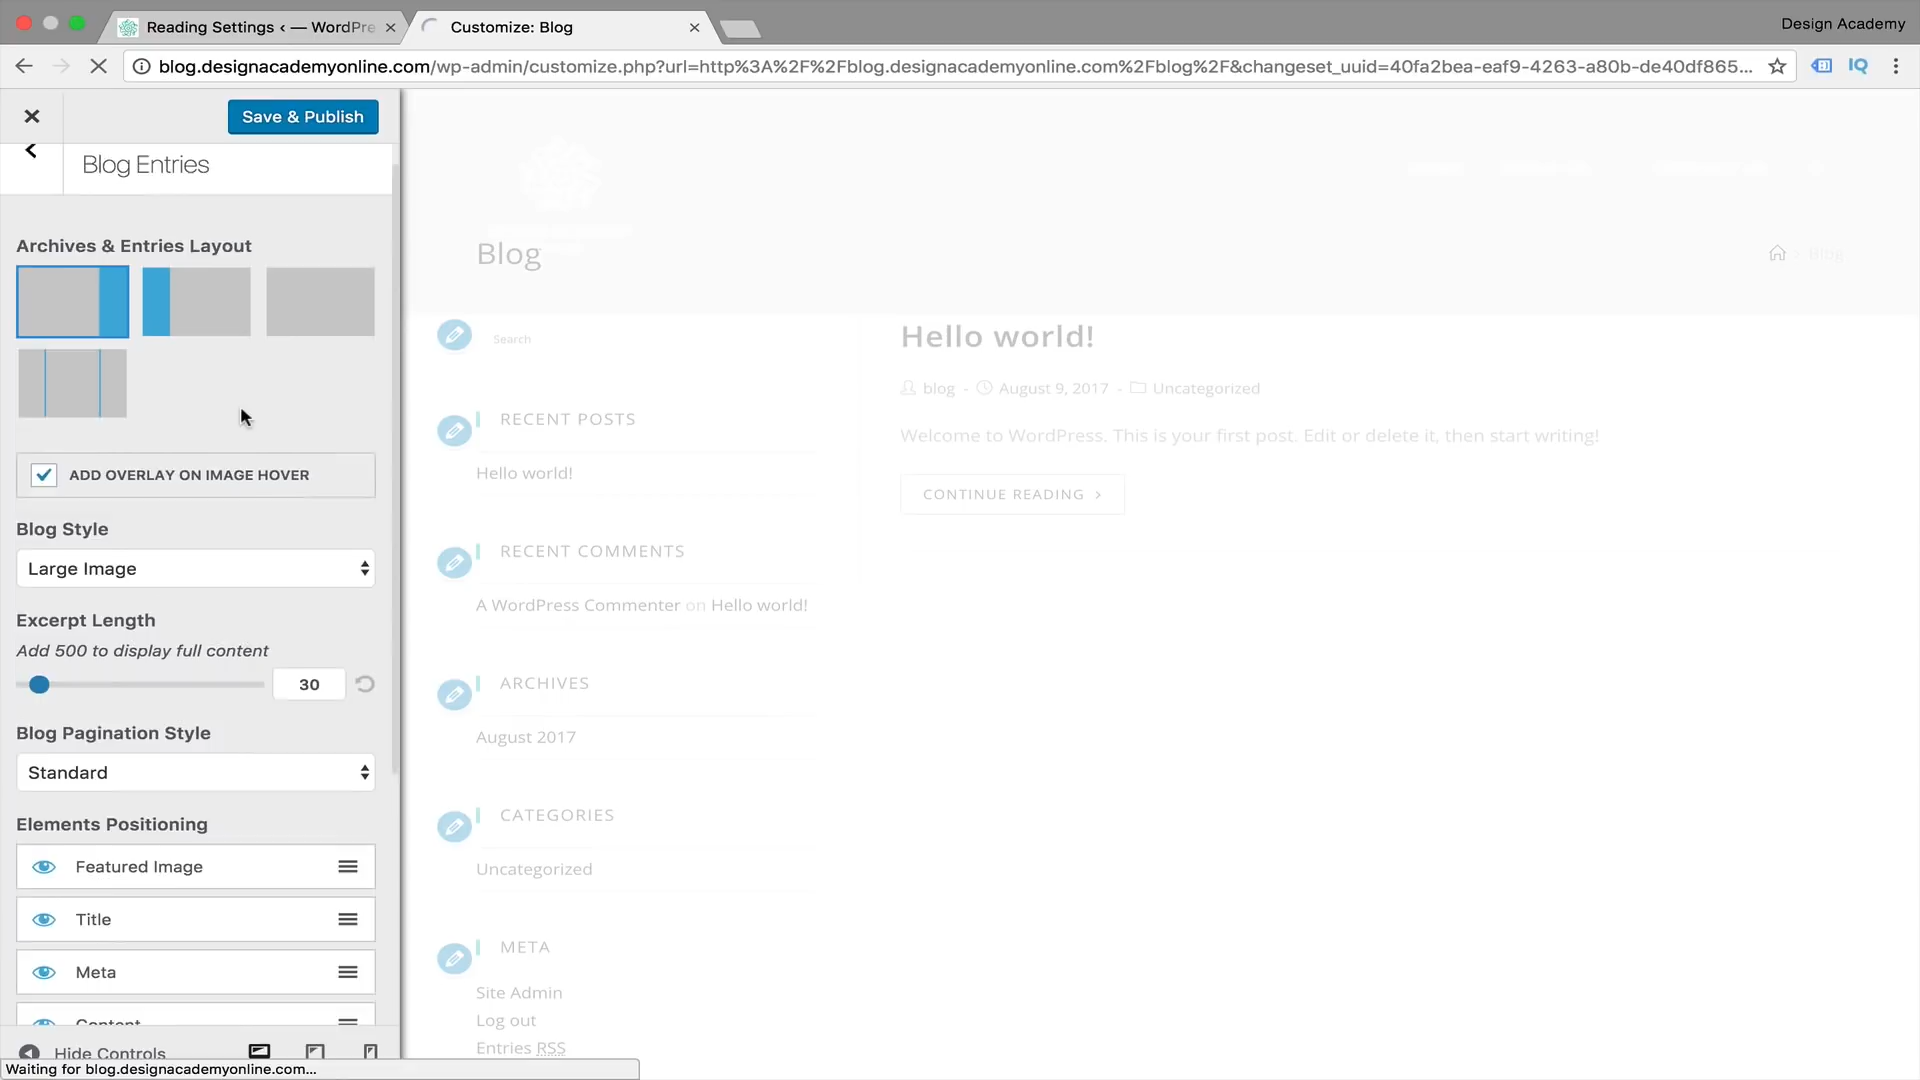 Reading Settings ‹ — WordPre
Customize: Blog
Design Academy
blog.designacademyonline.com/wp-admin/customize.php?url=http%3A%2F%2Fblog.designacademyonline.com%2Fblog%2F&changeset_uuid=40fa2bea-eaf9-4263-a80b-de40df865...
IQ
Save & Publish
Blog Entries
Archives & Entries Layout
ADD OVERLAY ON IMAGE HOVER
Blog Style
Large Image
Excerpt Length
Add 500 to display full content
30
Blog Pagination Style
Standard
Elements Positioning
Featured Image
Title
Meta
Content
Hide Controls
Waiting for blog.designacademyonline.com...
Blog
> Blog
Search
RECENT POSTS
Hello world!
RECENT COMMENTS
A WordPress Commenter on Hello world!
ARCHIVES
August 2017
CATEGORIES
Uncategorized
META
Site Admin
Log out
Entries RSS
Hello world!
blog - August 9, 2017 - Uncategorized
Welcome to WordPress. This is your first post. Edit or delete it, then start writing!
CONTINUE READING >